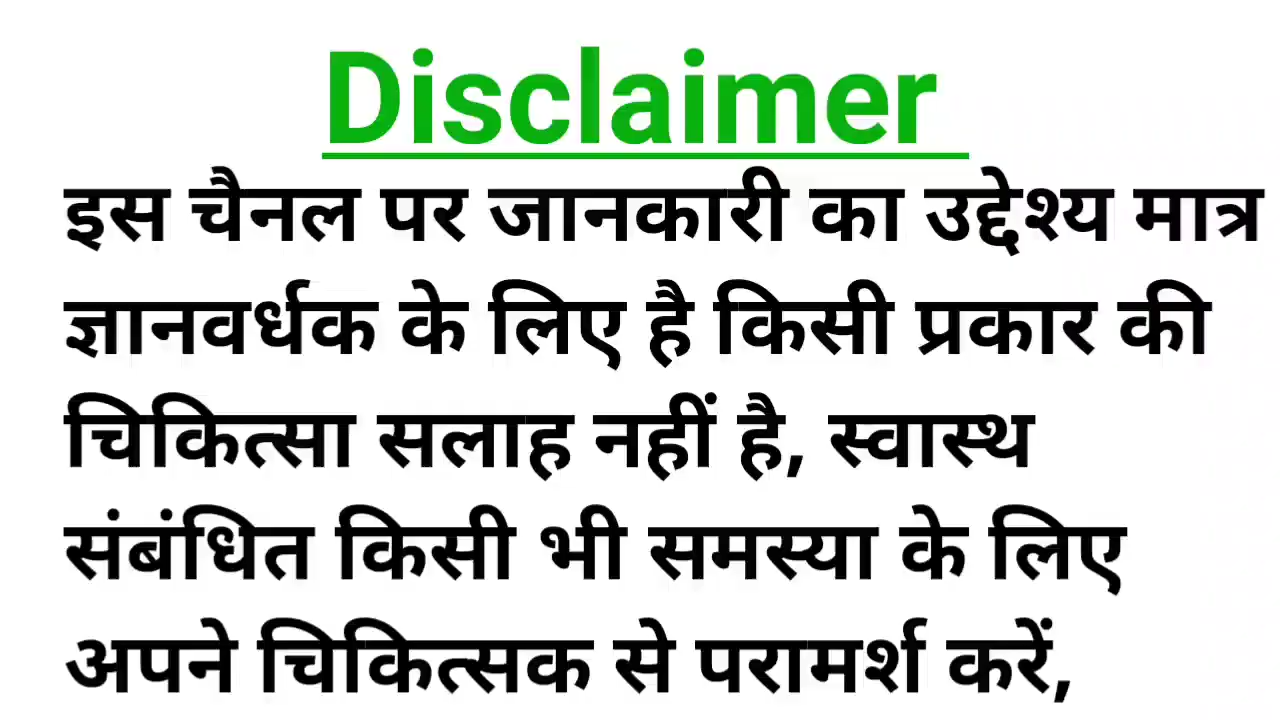 Disclaimer
इस चैनल पर जानकारी का उद्देश्य मात्र
ज्ञानवर्धक के लिए है किसी प्रकार की
चिकित्सा सलाह नहीं है, स्वास्थ
संबंधित किसी भी समस्या के लिए
अपने चिकित्सक से परामर्श करें,